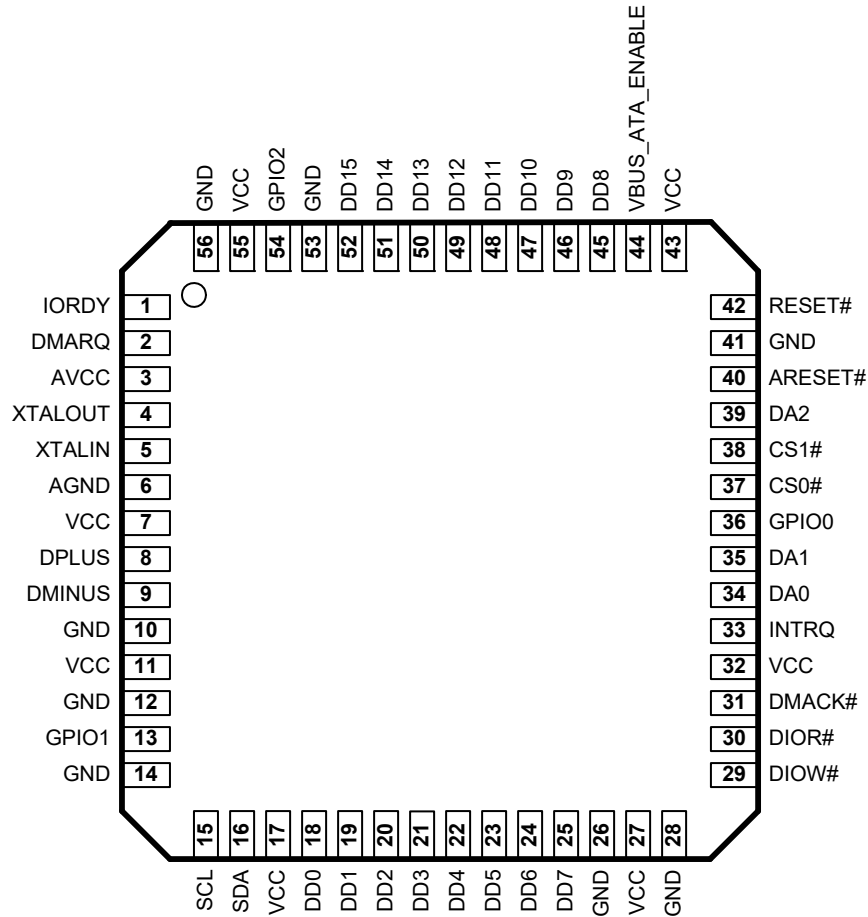 VBUS_ATA_ENABLE
GND VCC GPIO2 GND DD15 DD14 DD13 DD12 DD11 DD10 DD9 DD8 VCC
56 55 54 53 52 51 50 49 48 47 46 45 44 43
IORDY 1 42 RESET#
DMARQ 2 41 GND
AVCC 3 40 ARESET#
XTALOUT 4 39 DA2
XTALIN 5 38 CS1#
AGND 6 37 CS0#
VCC 7 36 GPIO0
DPLUS 8 35 DA1
DMINUS 9 34 DA0
GND 10 33 INTRQ
VCC 11 32 VCC
GND 12 31 DMACK#
GPIO1 13 30 DIOR#
GND 14 29 DIOW#
15 16 17 18 19 20 21 22 23 24 25 26 27 28
SCL SDA VCC DD0 DD1 DD2 DD3 DD4 DD5 DD6 DD7 GND VCC GND